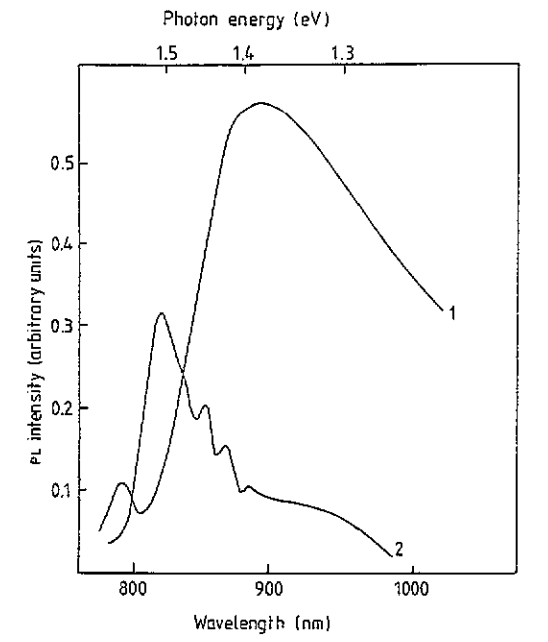 Photon energy (eV)
1.5 1.4 1.3
0.5
0.4
0.3
0.2
0.1
PL intensity (arbitrary units)
1
2
800 900 1000
Wavelength (nm)